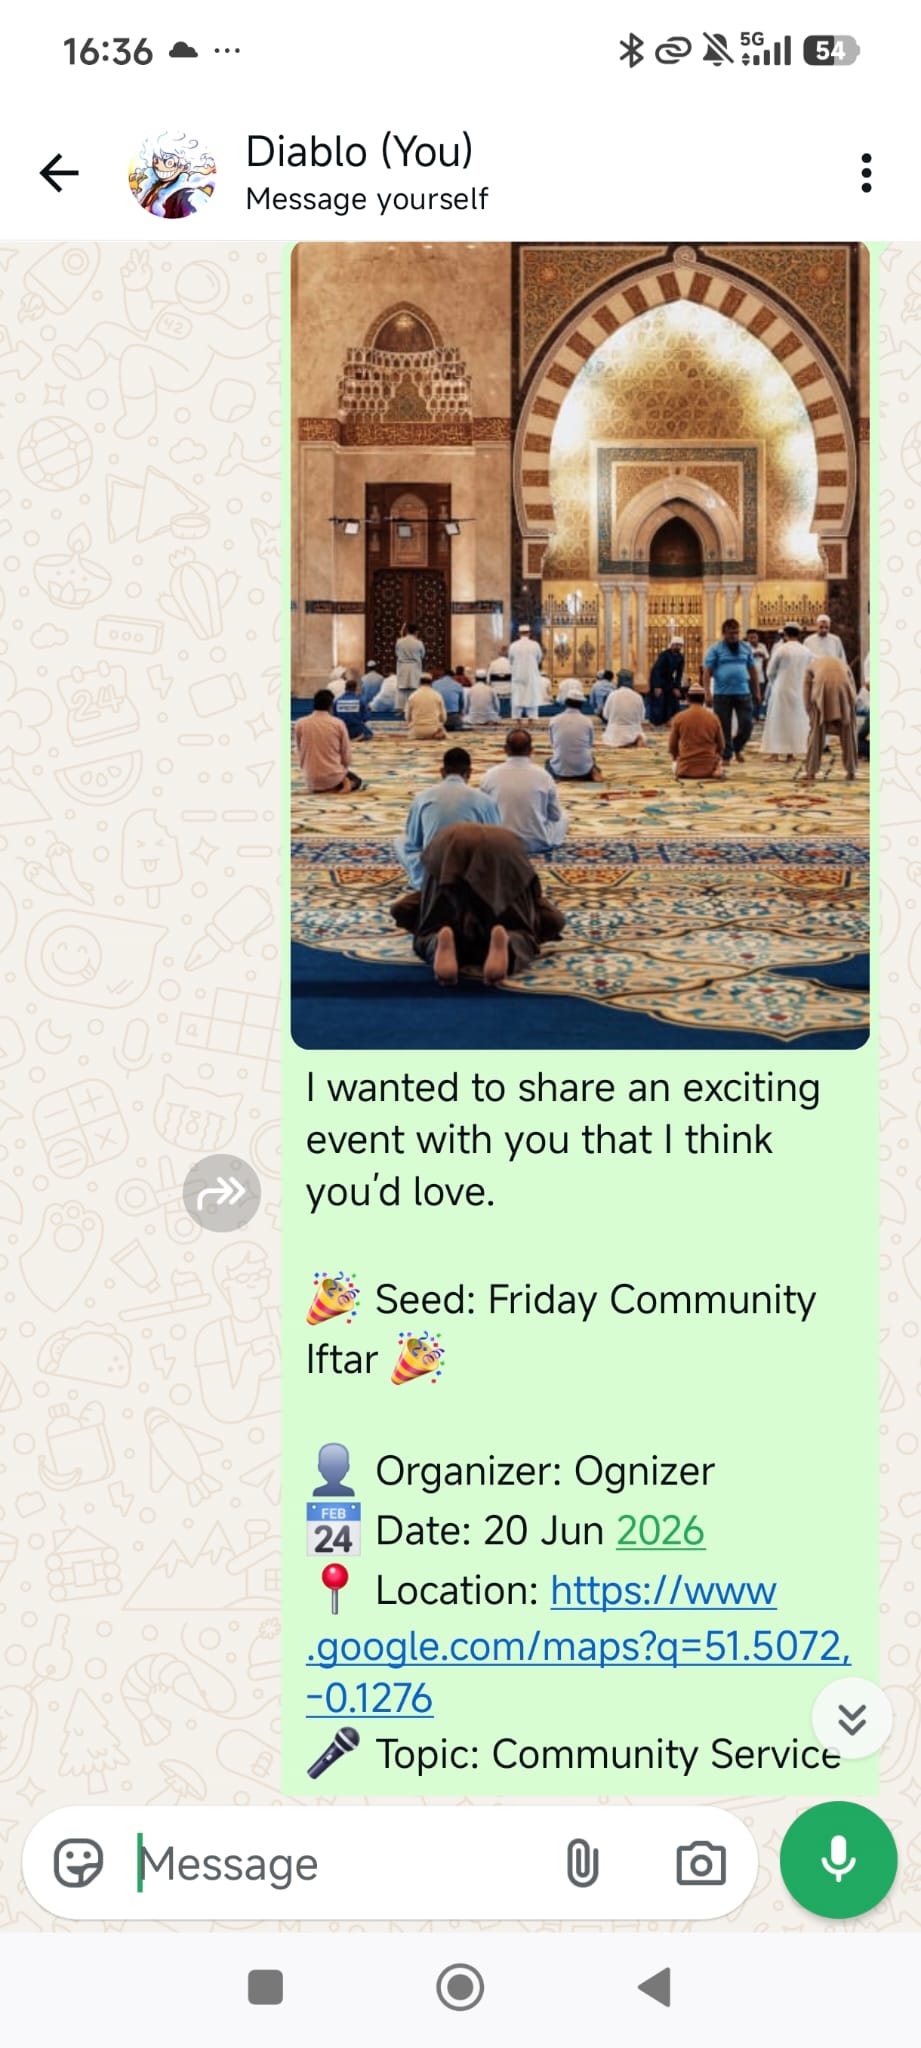 16:36
5G
54
Diablo (You)
Message yourself
I wanted to share an exciting
event with you that I think
you'd love.
🎉 Seed: Friday Community
Iftar 🎉
👤 Organizer: Ognizer
📅 Date: 20 Jun 2026
📍 Location: https://www
.google.com/maps?q=51.5072,
-0.1276
🎤 Topic: Community Service
Message